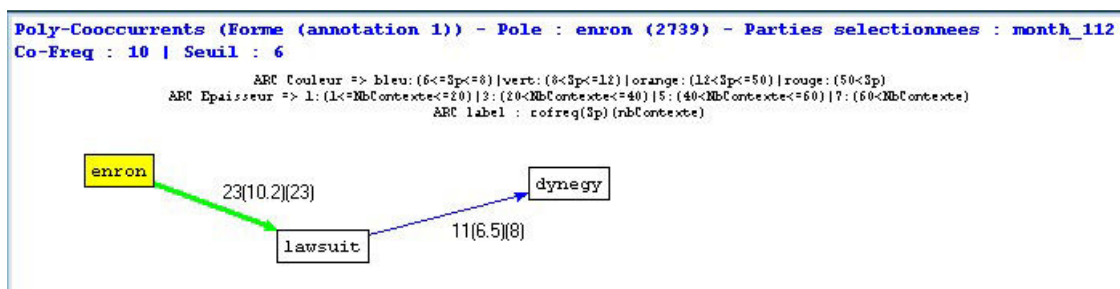 Poly-Cooccurrents (Forme (annotation 1)) - Pole : enron (2739) - Parties selectionnees : month_112
Co-Freq : 10 | Seuil : 6
ARC Couleur => bleu:(6<=Sp<=8)|vert:(8<Sp<=12)|orange:(12<Sp<=50)|rouge:(50<Sp)
ARC Epaisseur => 1:(1<=NbContexte<=20)|3:(20<NbContexte<=40)|5:(40<NbContexte<=60)|7:(60<NbContexte)
ARC label : cofreq(Sp)(nbContexte)
enron
dynegy
23(10.2)(23)
11(6.5)(8)
lawsuit